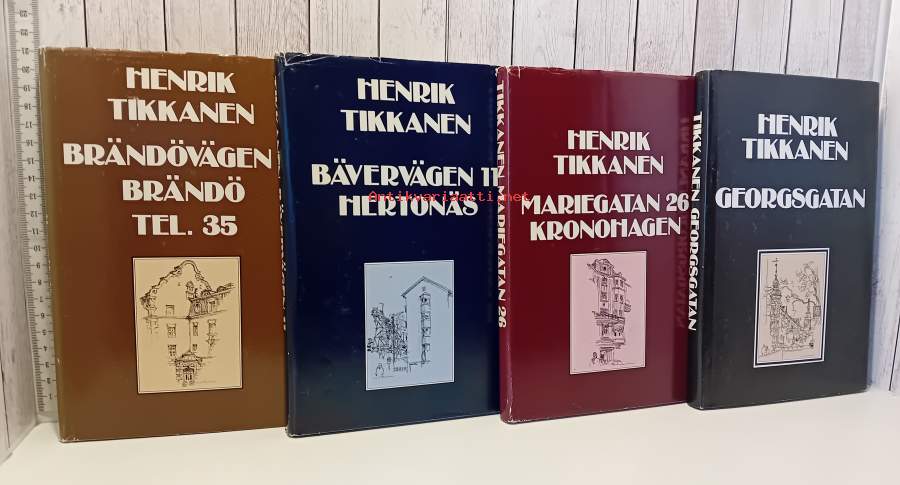 HENRIK
TIKKANEN
BRÄNDÖVÄGEN
BRÄNDÖ
TEL. 35
HENRIK
TIKKANEN
BÄVERVÄGEN 11
HERTONÄS
TIKKANEN MARIEGATAN 26
HENRIK
TIKKANEN
MARIEGATAN 26
KRONOHAGEN
TIKKANEN GEORGSGATAN
HENRIK
TIKKANEN
GEORGSGATAN
Antikvariaatti.net